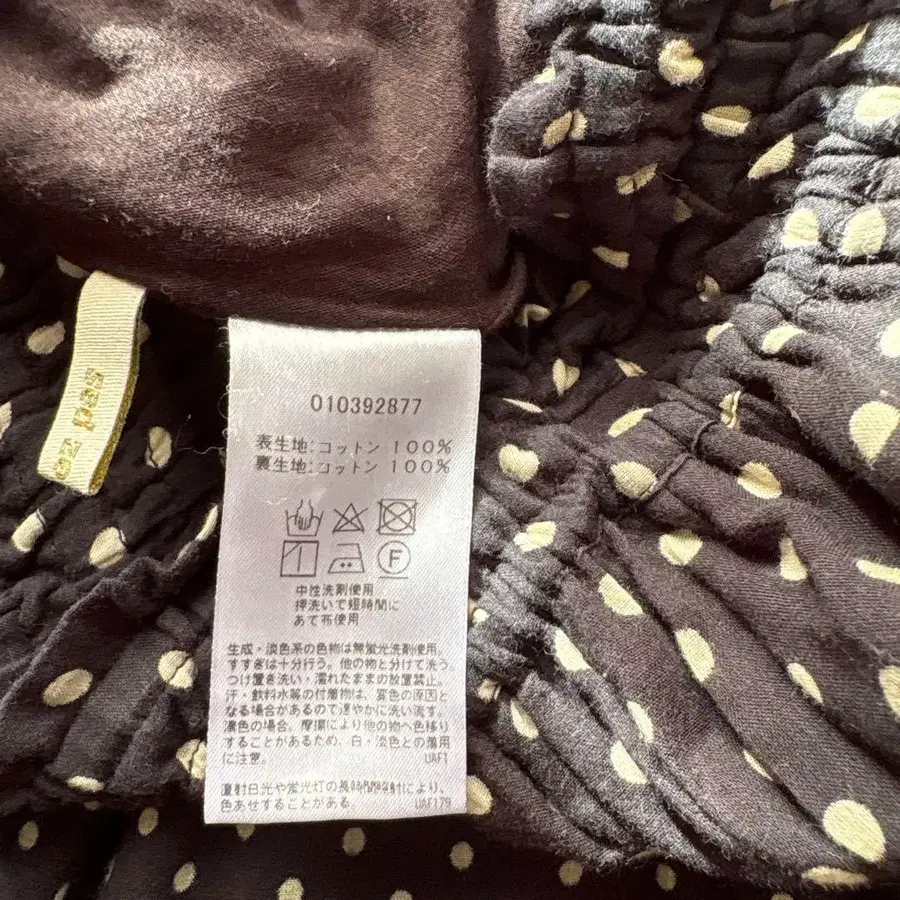 010392877
表生地:コットン 100%
裏生地:コットン 100%
F
中性洗剤使用
押洗いで短時間に
あて布使用
生成・淡色系の色物は無蛍光洗剤使用。
すすぎは十分行う。他の物と分けて洗う。
つけ置き洗い・濡れたままの放置禁止。
汗・飲料水等の付着物は、変色の原因と
なる場合があるので速やかに洗い流す。
濃色の場合。摩擦により他の物へ色移り
することがあるため、白・淡色との着用
に注意。 UAF1
直射日光や蛍光灯の長時間照射により、
色あせすることがある。 UAF179